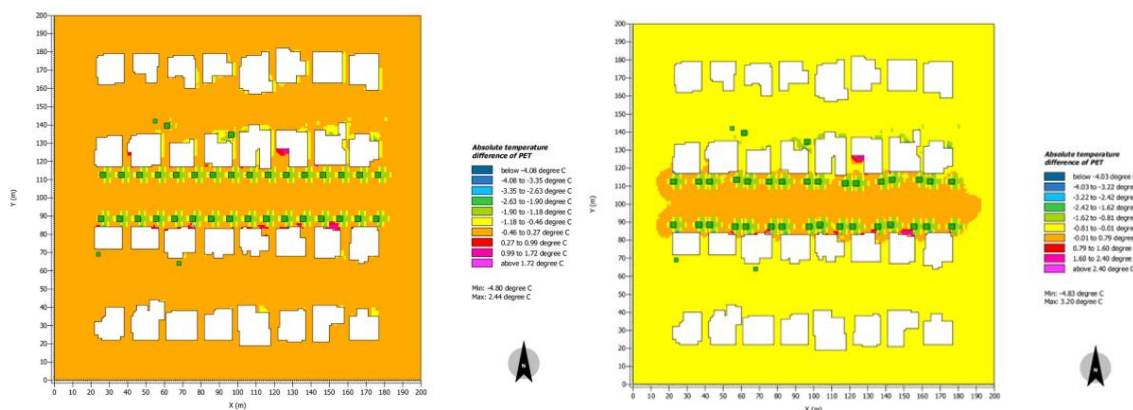 200
190
180
170
160
150
140
130
120
110
100
90
80
70
60
50
40
30
20
10
0
Y (m)
0 10 20 30 40 50 60 70 80 90 100 110 120 130 140 150 160 170 180 190 200
X (m)
Absolute temperature
difference of PET
below -4.08 degree C
-4.08 to -3.35 degree C
-3.35 to -2.63 degree C
-2.63 to -1.90 degree C
-1.90 to -1.18 degree C
-1.18 to -0.46 degree C
-0.46 to 0.27 degree C
0.27 to 0.99 degree C
0.99 to 1.72 degree C
above 1.72 degree C
Min: -4.80 degree C
Max: 2.44 degree C
N
200
190
180
170
160
150
140
130
120
110
100
90
80
70
60
50
40
30
20
10
0
Y (m)
0 10 20 30 40 50 60 70 80 90 100 110 120 130 140 150 160 170 180 190 200
X (m)
Absolute temperature
difference of PET
below -4.03 degree C
-4.03 to -3.22 degree C
-3.22 to -2.42 degree C
-2.42 to -1.62 degree C
-1.62 to -0.81 degree C
-0.81 to -0.01 degree C
-0.01 to 0.79 degree C
0.79 to 1.60 degree C
1.60 to 2.40 degree C
above 2.40 degree C
Min: -4.83 degree C
Max: 3.20 degree C
N